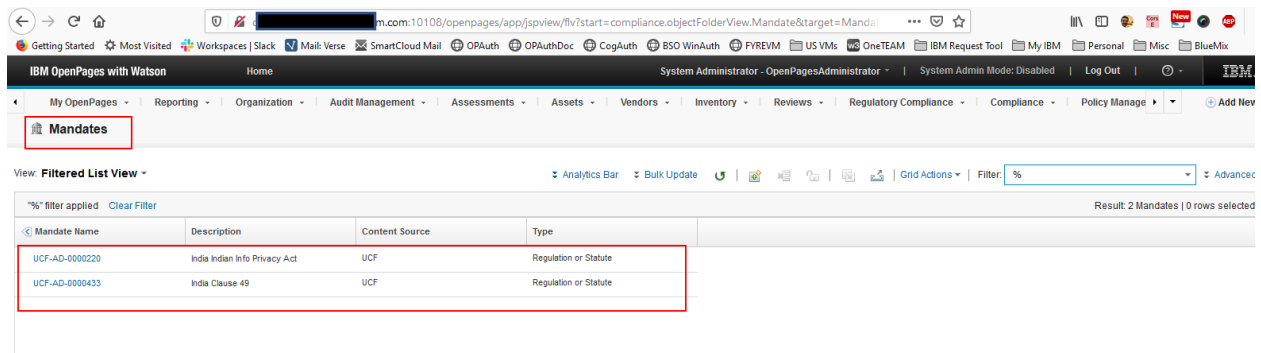 m.com:10108/openpages/app/jspview/flv?start=compliance.objectFolderView.Mandate&target=Manda
Getting Started Most Visited Workspaces | Slack Mail: Verse SmartCloud Mail OPAuth OPAuthDoc CogAuth BSO WinAuth FYREVM US VMs w3 OneTEAM IBM Request Tool My IBM Personal Misc BlueMix
IBM OpenPages with Watson Home System Administrator - OpenPagesAdministrator | System Admin Mode: Disabled | Log Out | IBM
My OpenPages Reporting Organization Audit Management Assessments Assets Vendors Inventory Reviews Regulatory Compliance Compliance Policy Manage Add New
Mandates
View: Filtered List View Analytics Bar Bulk Update Grid Actions Filter: % Advanced
"%" filter applied Clear Filter Result: 2 Mandates | 0 rows selected
Mandate Name Description Content Source Type
UCF-AD-0000220 India Indian Info Privacy Act UCF Regulation or Statute
UCF-AD-0000433 India Clause 49 UCF Regulation or Statute